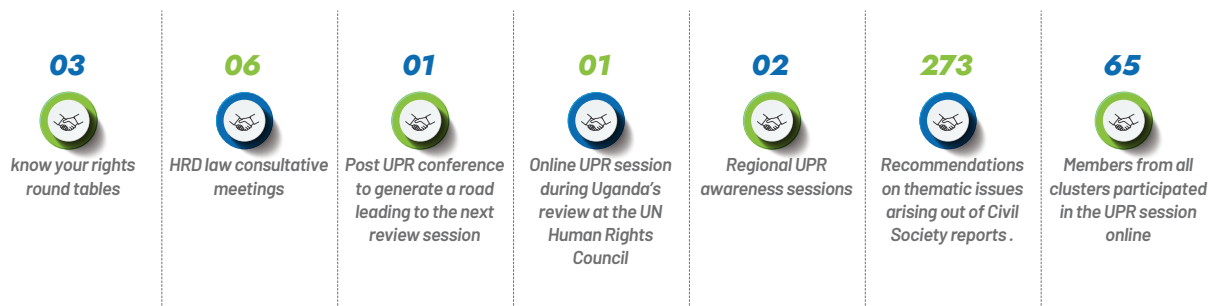 03
know your rights
round tables
06
HRD law consultative
meetings
01
Post UPR conference
to generate a road
leading to the next
review session
01
Online UPR session
during Uganda's
review at the UN
Human Rights
Council
02
Regional UPR
awareness sessions
273
Recommendations
on thematic issues
arising out of Civil
Society reports .
65
Members from all
clusters participated
in the UPR session
online